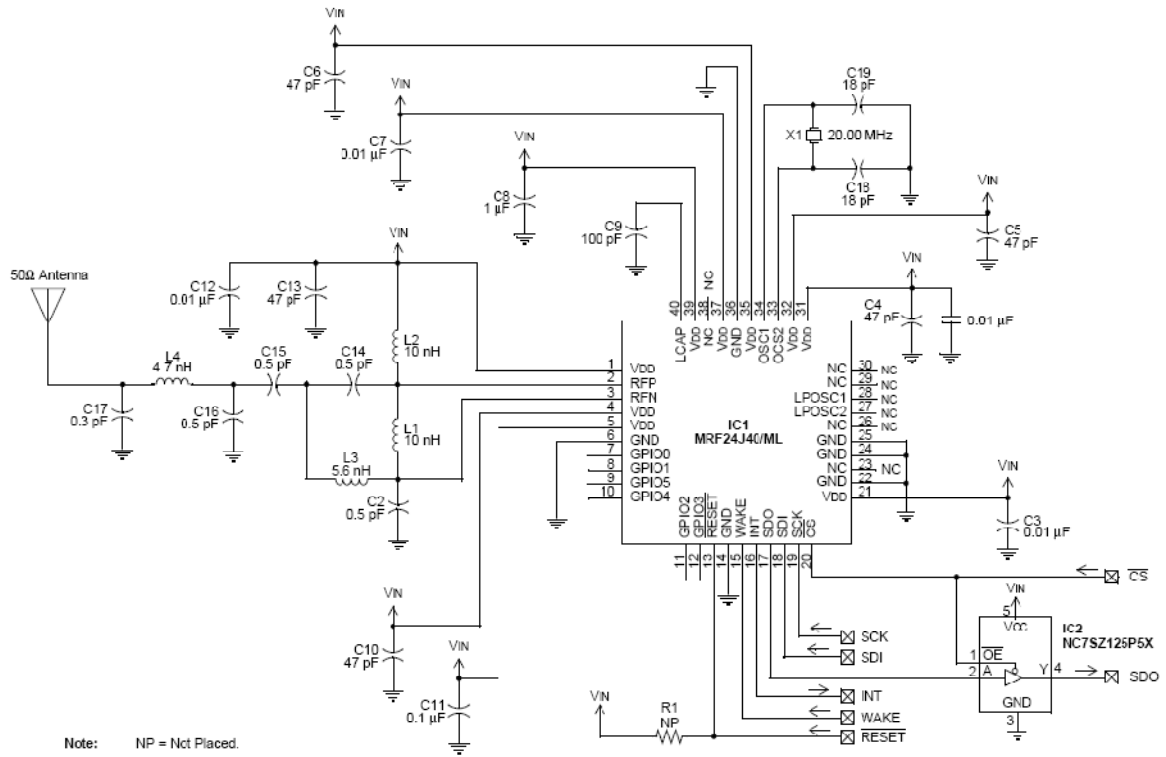 VIN
C6
47 pF
VIN
C7
0.01 µF
VIN
C8
1 µF
C9
100 pF
C19
18 pF
X1 20.00 MHz
C18
18 pF
VIN
C5
47 pF
VIN
C4
47 pF
0.01 µF
50Ω Antenna
VIN
C12
0.01 µF
C13
47 pF
L2
10 nH
L4
4.7 nH
C15
0.5 pF
C14
0.5 pF
C17
0.3 pF
C16
0.5 pF
L1
10 nH
L3
5.6 nH
C2
0.5 pF
40 39 38 37 36 35 34 33 32 31
NC
LCAP VDD NC VDD GND VDD OSC1 OCS2 VDD VDD
1 VDD
2 RFP
3 RFN
4 VDD
5 VDD
6 GND
7 GPIO0
8 GPIO1
9 GPIO5
10 GPIO4
IC1
MRF24J40/ML
NC 30 NC
NC 29 NC
LPOSC1 28 NC
LPOSC2 27 NC
NC 26 NC
GND 25
GND 24
NC 23 NC
GND 22
VDD 21
GPIO2 GPIO3 RESET GND WAKE INT SDO SDI SCK CS
11 12 13 14 15 16 17 18 19 20
VIN
C3
0.01 µF
CS
VIN
5
VCC
IC2
NC7SZ125P5X
1 OE
2 A
Y 4
SDO
GND
3
SCK
SDI
INT
WAKE
RESET
VIN
C10
47 pF
VIN
C11
0.1 µF
VIN
R1
NP
Note: NP = Not Placed.